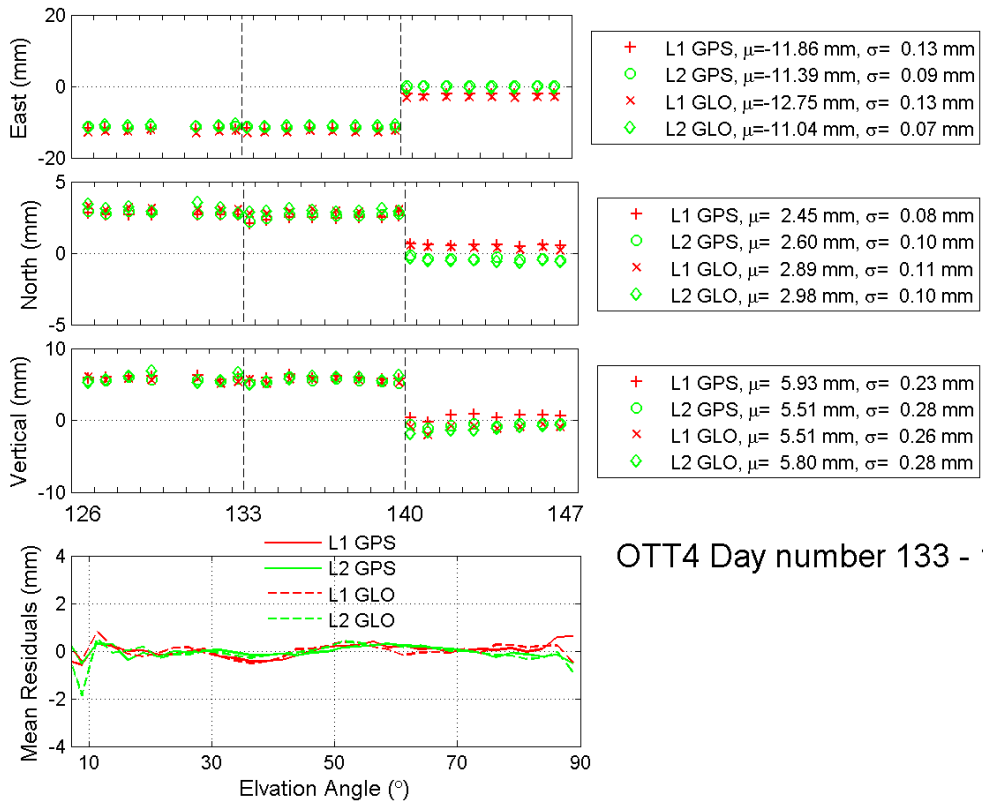 20
0
-20
East (mm)
L1 GPS, μ=-11.86 mm, σ= 0.13 mm
L2 GPS, μ=-11.39 mm, σ= 0.09 mm
L1 GLO, μ=-12.75 mm, σ= 0.13 mm
L2 GLO, μ=-11.04 mm, σ= 0.07 mm
5
0
-5
North (mm)
L1 GPS, μ= 2.45 mm, σ= 0.08 mm
L2 GPS, μ= 2.60 mm, σ= 0.10 mm
L1 GLO, μ= 2.89 mm, σ= 0.11 mm
L2 GLO, μ= 2.98 mm, σ= 0.10 mm
10
0
-10
Vertical (mm)
L1 GPS, μ= 5.93 mm, σ= 0.23 mm
L2 GPS, μ= 5.51 mm, σ= 0.28 mm
L1 GLO, μ= 5.51 mm, σ= 0.26 mm
L2 GLO, μ= 5.80 mm, σ= 0.28 mm
126 133 140 147
4
2
0
-2
-4
Mean Residuals (mm)
L1 GPS
L2 GPS
L1 GLO
L2 GLO
10 30 50 70 90
Elvation Angle (°)
OTT4 Day number 133 -